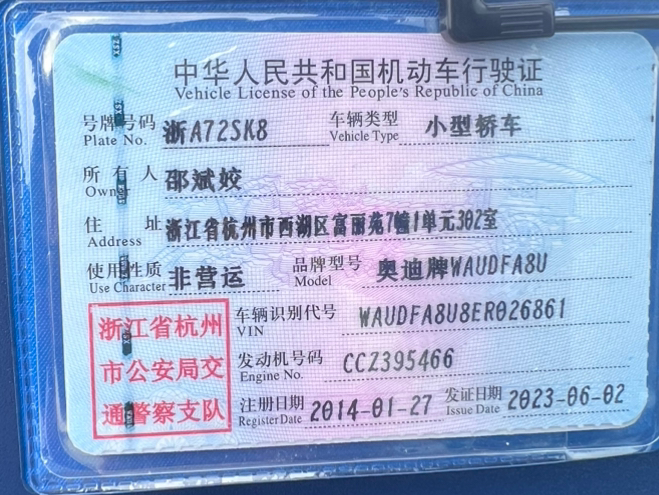 中华人民共和国机动车行驶证
Vehicle License of the People's Republic of China
号牌号码 浙A72SK8 车辆类型 小型轿车
Plate No. Vehicle Type
所有人 邵斌姣
Owner
住址 浙江省杭州市西湖区富丽苑7幢1单元302室
Address
使用性质 非营运 品牌型号 奥迪牌WAUDFA8U
Use Character Model
浙江省杭州
市公安局交
通警察支队
车辆识别代号 WAUDFA8U8ER026861
VIN
发动机号码 CCZ395466
Engine No.
注册日期 2014-01-27 发证日期 2023-06-02
Register Date Issue Date